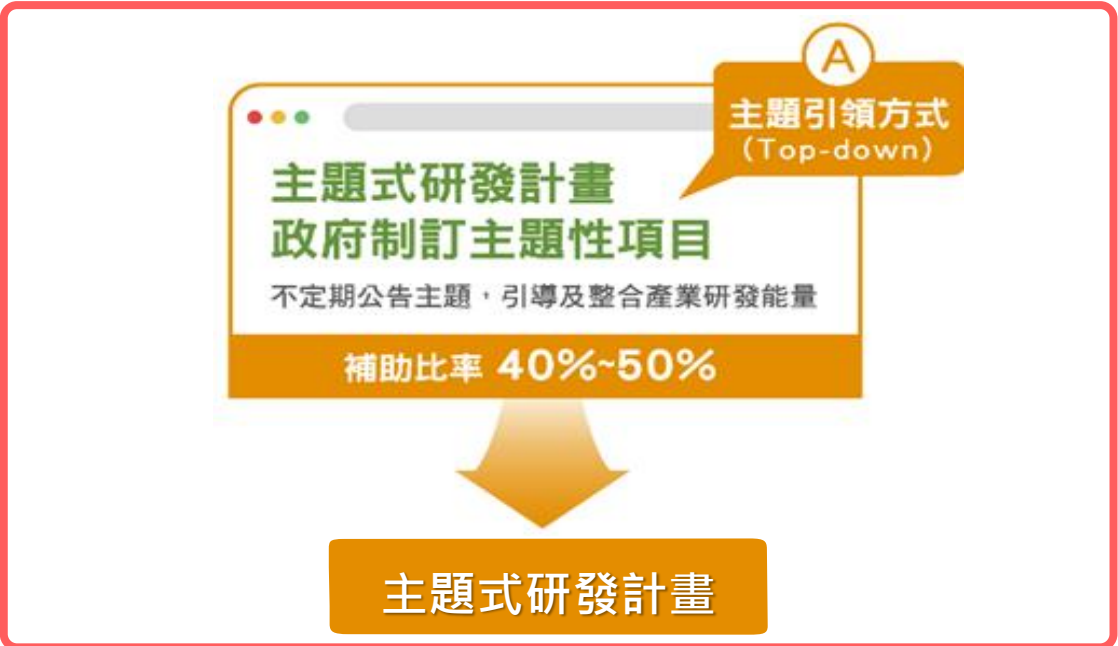 A
主題引領方式
(Top-down)
主題式研發計畫
政府制訂主題性項目
不定期公告主題，引導及整合產業研發能量
補助比率 40%~50%
主題式研發計畫